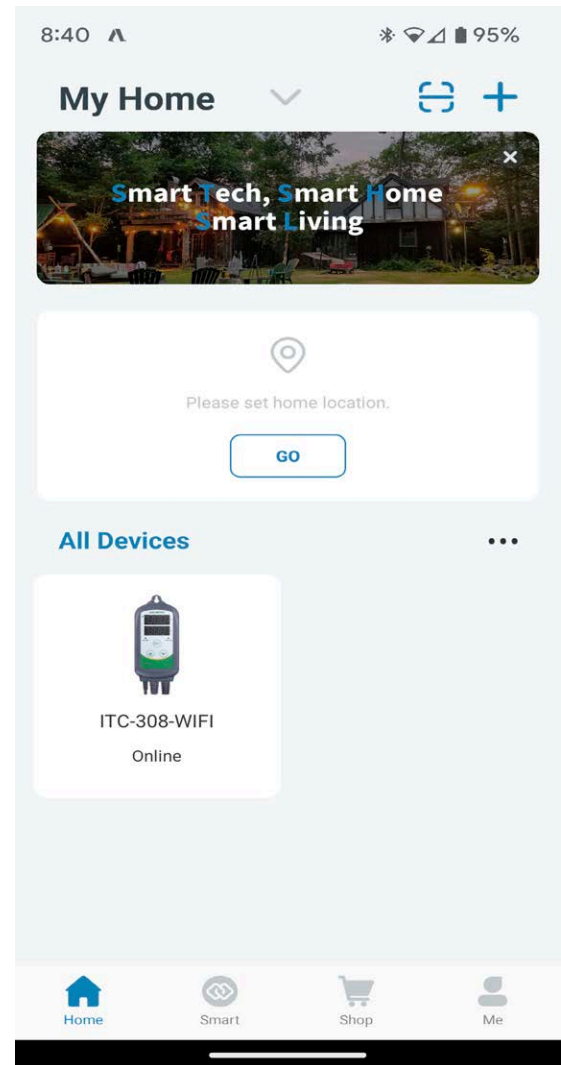 8:40
95%
My Home
Smart Tech, Smart Home
Smart Living
Please set home location.
GO
All Devices
ITC-308-WIFI
Online
Home
Smart
Shop
Me